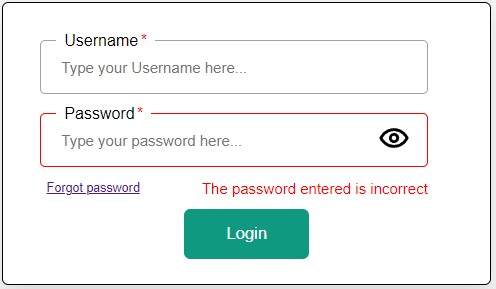 Username *
Type your Username here...
Password *
Type your password here...
Forgot password
The password entered is incorrect
Login